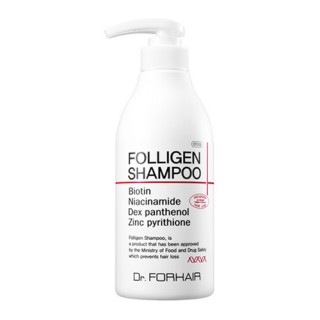 FOLLIGEN
SHAMPOO
Biotin
Niacinamide
Dex panthenol
Zinc pyrithione
Folligen Shampoo, is
a product that has been approved
by the Ministry of Food and Drug Safety
which prevents hair loss
Dr. FORHAIR